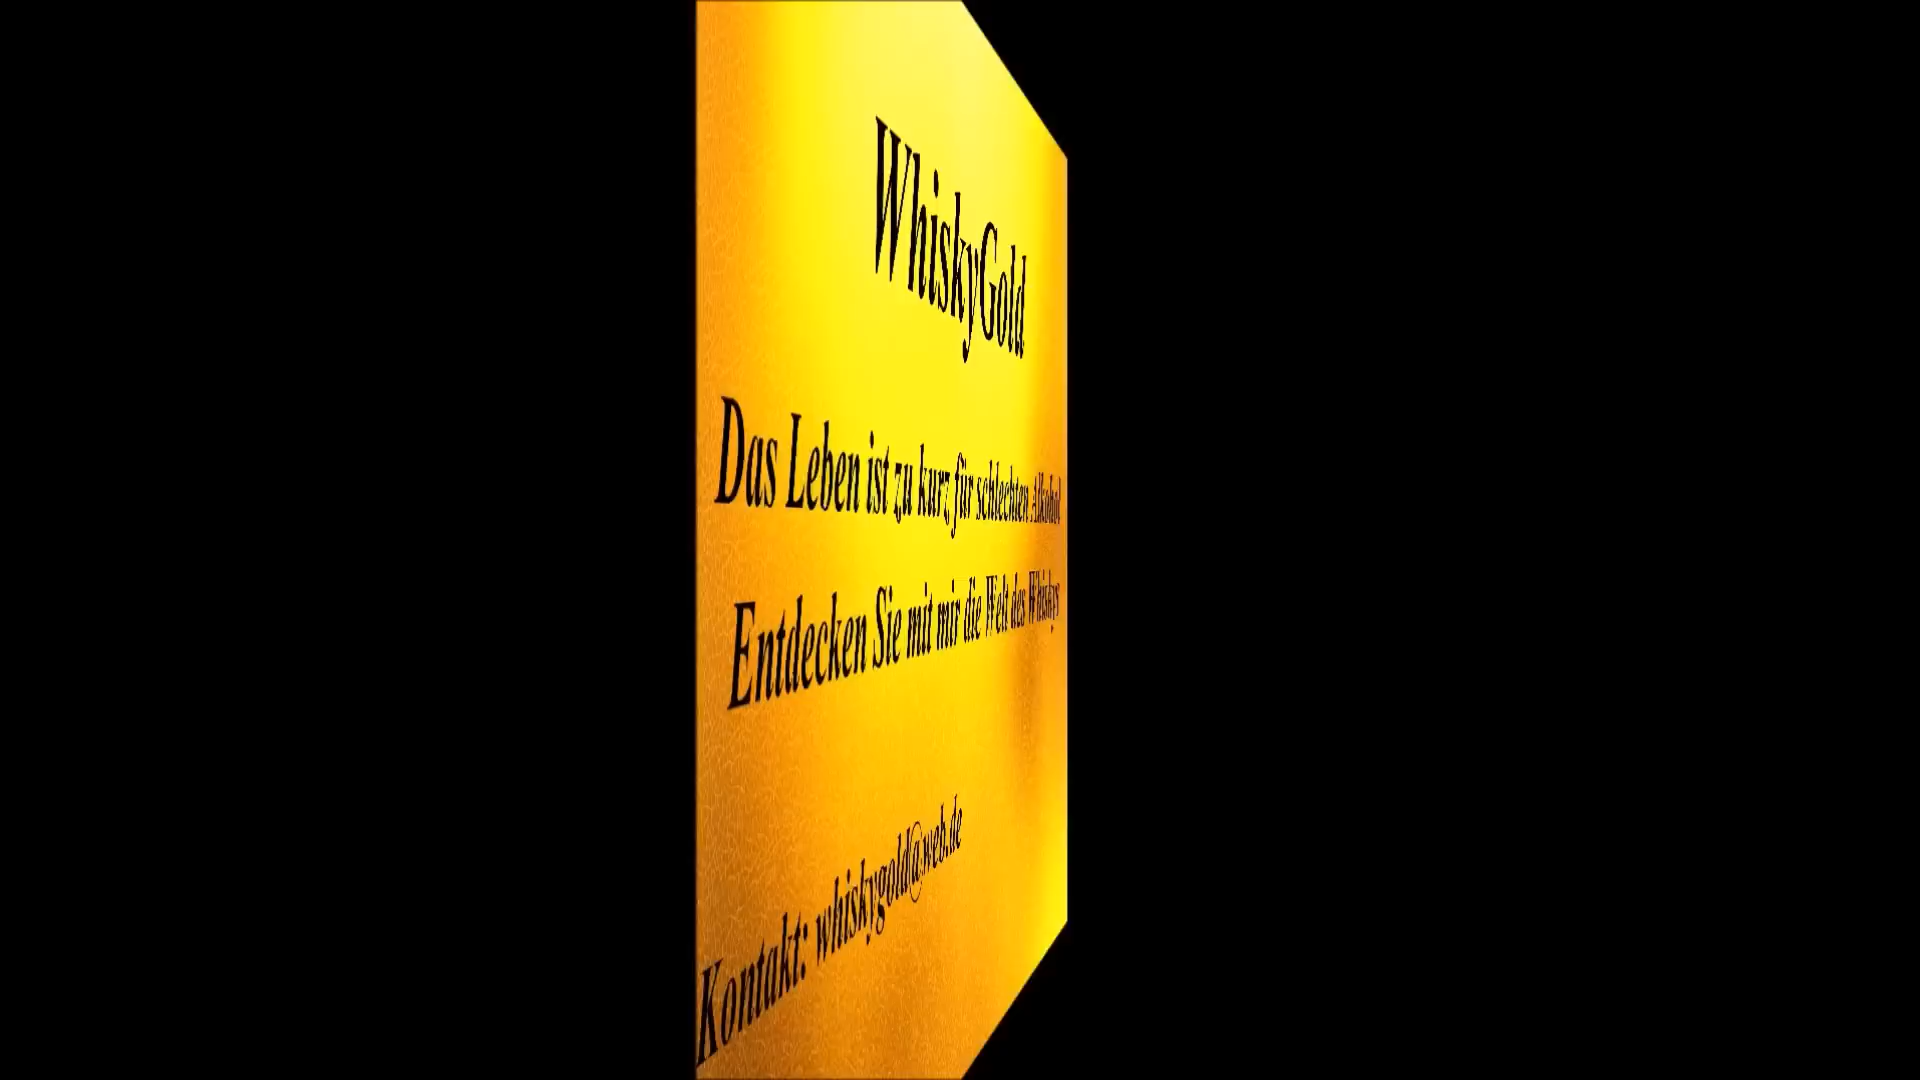 WhiskyGold
Das Leben ist zu kurz für schlechten Alkohol
Entdecken Sie mit mir die Welt des Whiskys
Kontakt: whiskygold@web.de